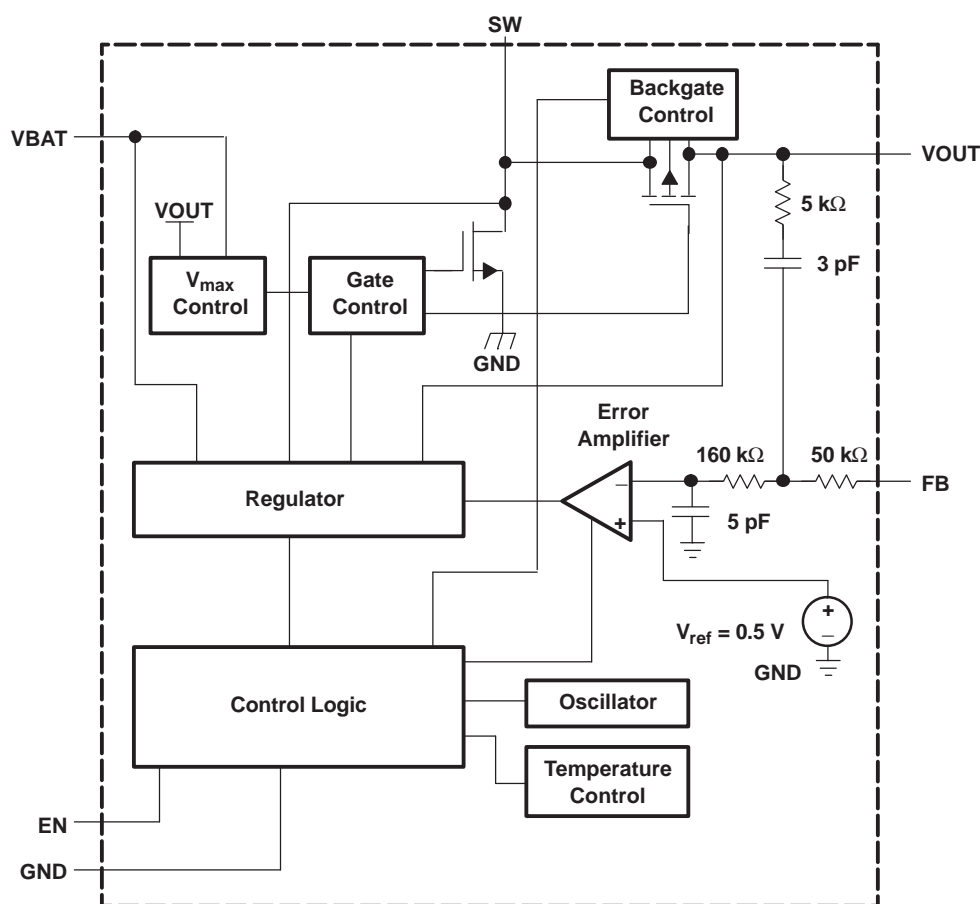 SW
Backgate
Control
VBAT
VOUT
VOUT
5 kΩ
3 pF
Vmax
Control
Gate
Control
GND
Error
Amplifier
160 kΩ
50 kΩ
FB
Regulator
−
+
5 pF
+
−
Vref = 0.5 V
GND
Control Logic
Oscillator
Temperature
Control
EN
GND